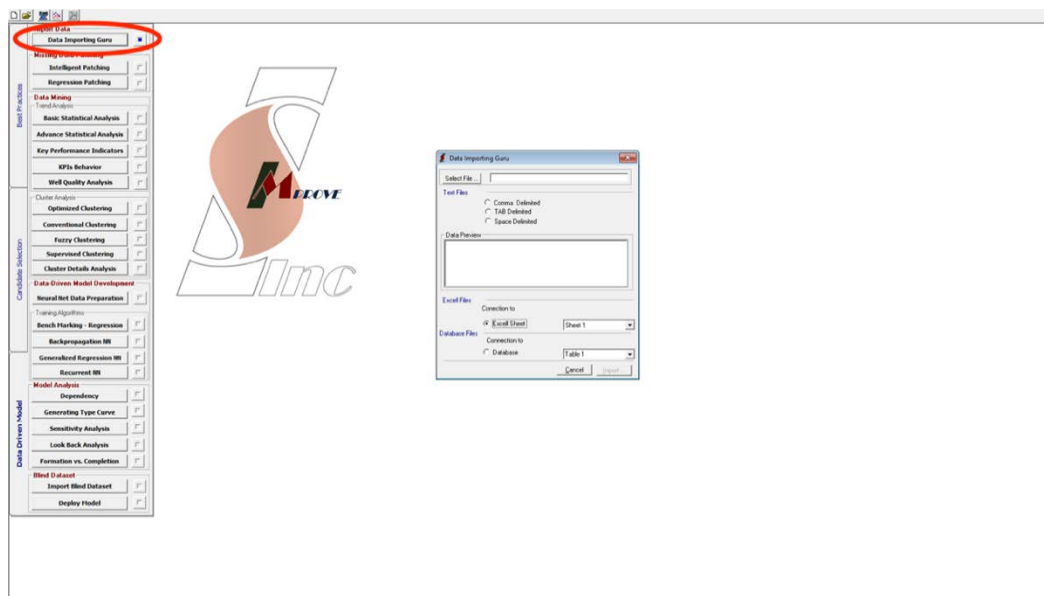 Import Data
Data Importing Guru
Missing Data Patching
Intelligent Patching
Regression Patching
Data Mining
Trend Analysis
Basic Statistical Analysis
Advance Statistical Analysis
Key Performance Indicators
KPIs Behavior
Well Quality Analysis
Cluster Analysis
Optimized Clustering
Conventional Clustering
Fuzzy Clustering
Supervised Clustering
Cluster Details Analysis
Data-Driven Model Development
Neural Net Data Preparation
Training Algorithms
Bench Marking - Regression
Backpropagation NN
Generalized Regression NN
Recurrent NN
Model Analysis
Dependency
Generating Type Curve
Sensitivity Analysis
Look Back Analysis
Formation vs. Completion
Blind Dataset
Import Blind Dataset
Deploy Model
Best Practices
Candidate Selection
Data Driven Model
IMPROVE
Inc
Data Importing Guru
Select File ...
Text Files
Comma Delimited
TAB Delimited
Space Delimited
Data Preview
Excell Files
Connection to
Excell Sheet
Sheet 1
Database Files
Connection to
Database
Table 1
Cancel
Import